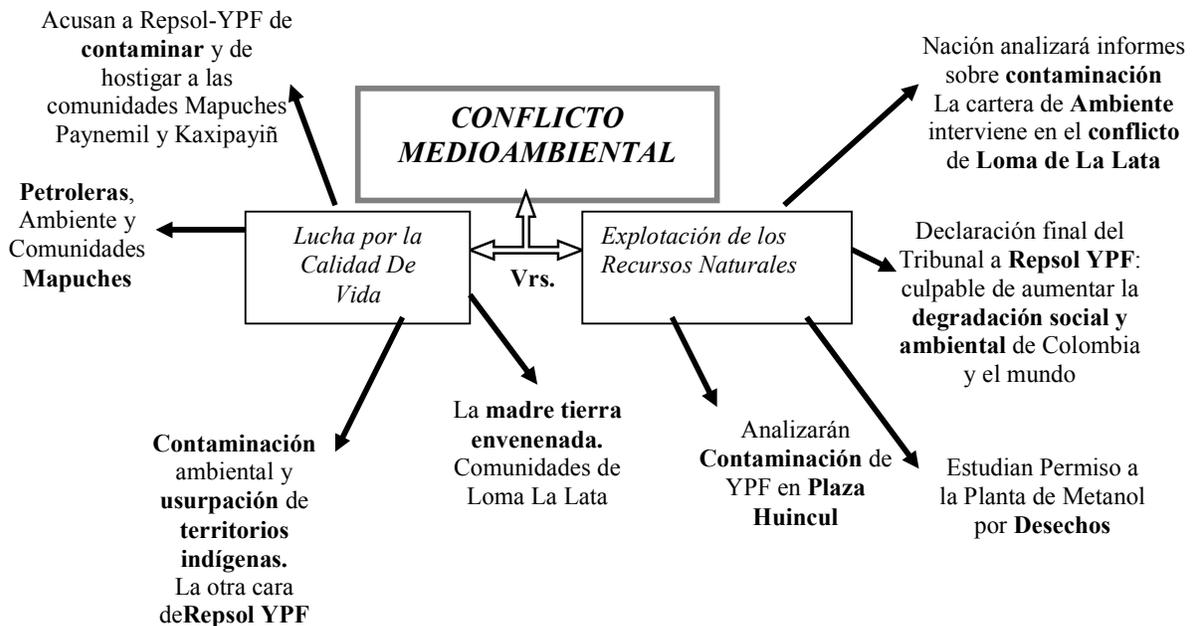 Acusan a Repsol-YPF de
contaminar y de
hostigar a las
comunidades Mapuches
Paynemil y Kaxipayiñ
CONFLICTO
MEDIOAMBIENTAL
Nación analizará informes
sobre contaminación
La cartera de Ambiente
interviene en el conflicto
de Loma de La Lata
Petroleras,
Ambiente y
Comunidades
Mapuches
Lucha por la
Calidad De
Vida
Vrs.
Explotación de los
Recursos Naturales
Declaración final del
Tribunal a Repsol YPF:
culpable de aumentar la
degradación social y
ambiental de Colombia
y el mundo
Contaminación
ambiental y
usurpación de
territorios
indígenas.
La otra cara
deRepsol YPF
La madre tierra
envenenada.
Comunidades de
Loma La Lata
Analizarán
Contaminación de
YPF en Plaza
Huincul
Estudian Permiso a
la Planta de Metanol
por Desechos